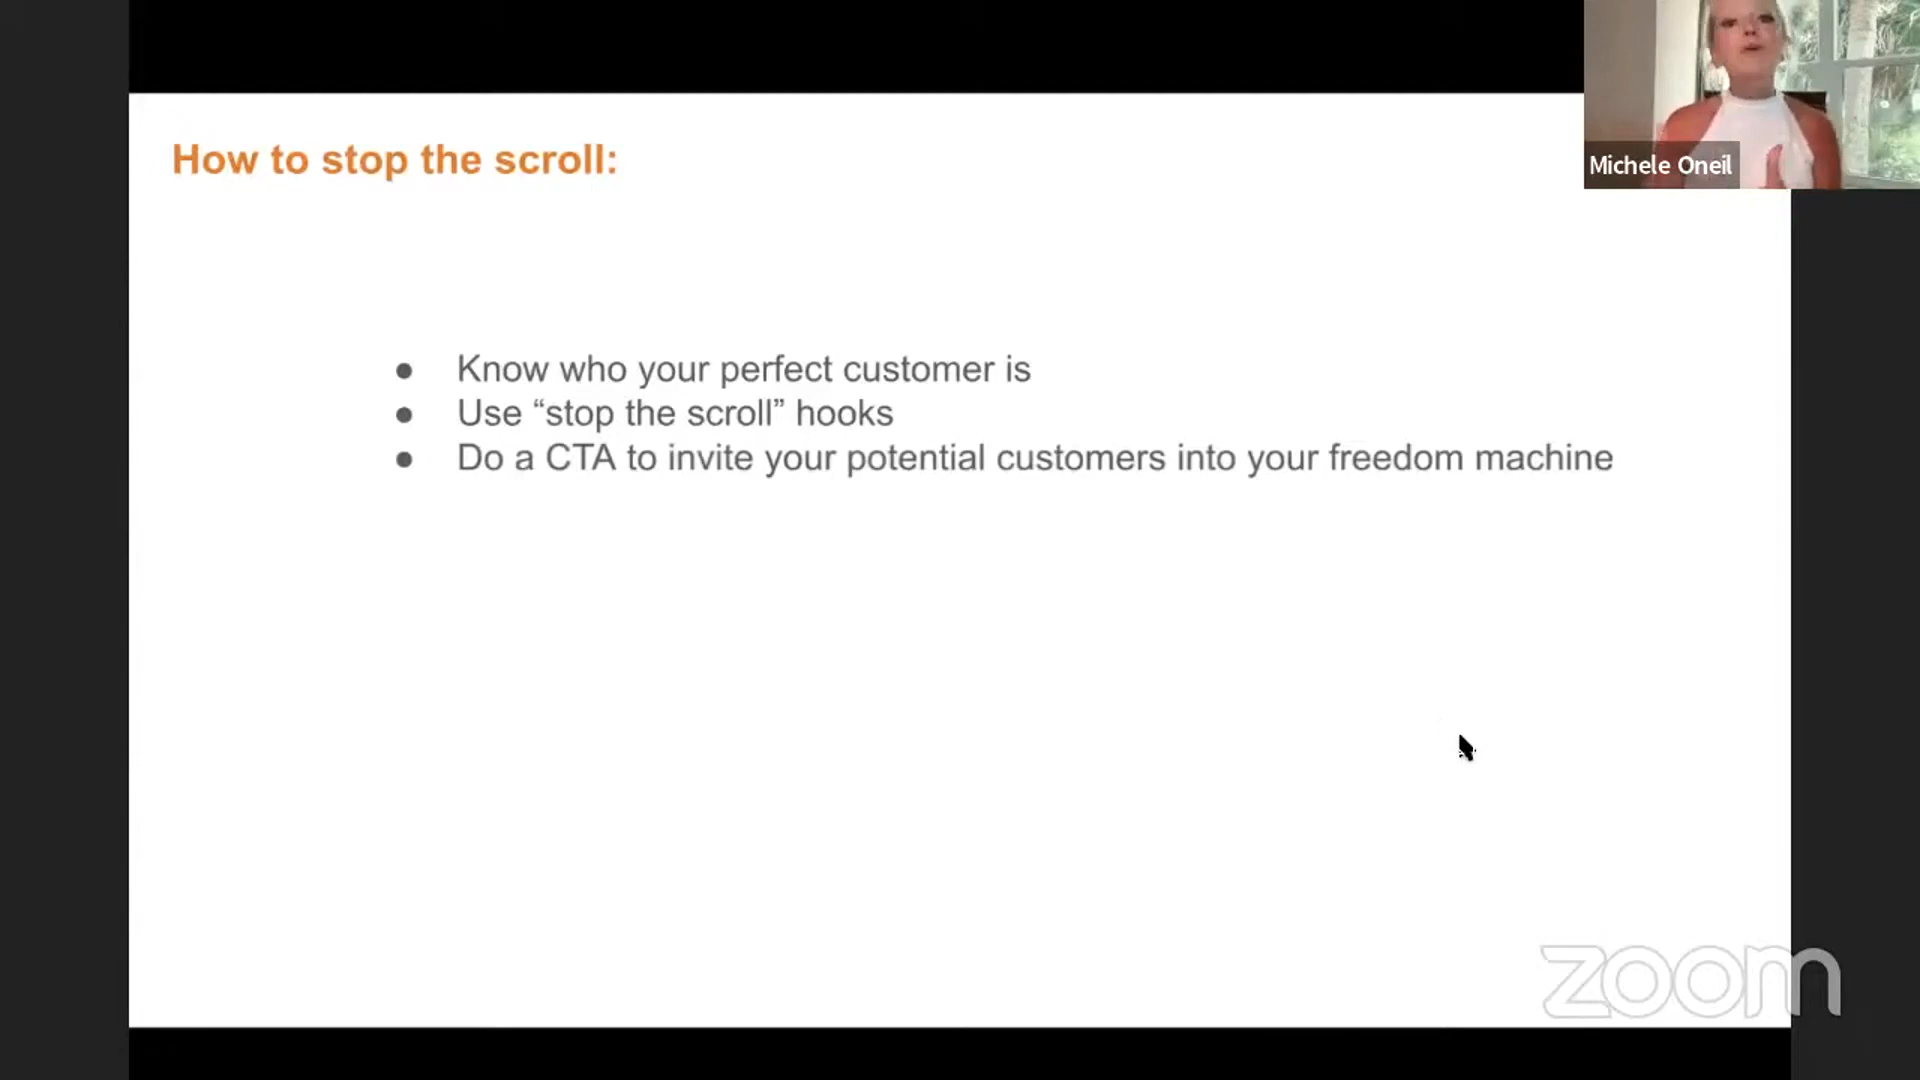 How to stop the scroll:
Michele Oneil
● Know who your perfect customer is
● Use “stop the scroll” hooks
● Do a CTA to invite your potential customers into your freedom machine
zoom